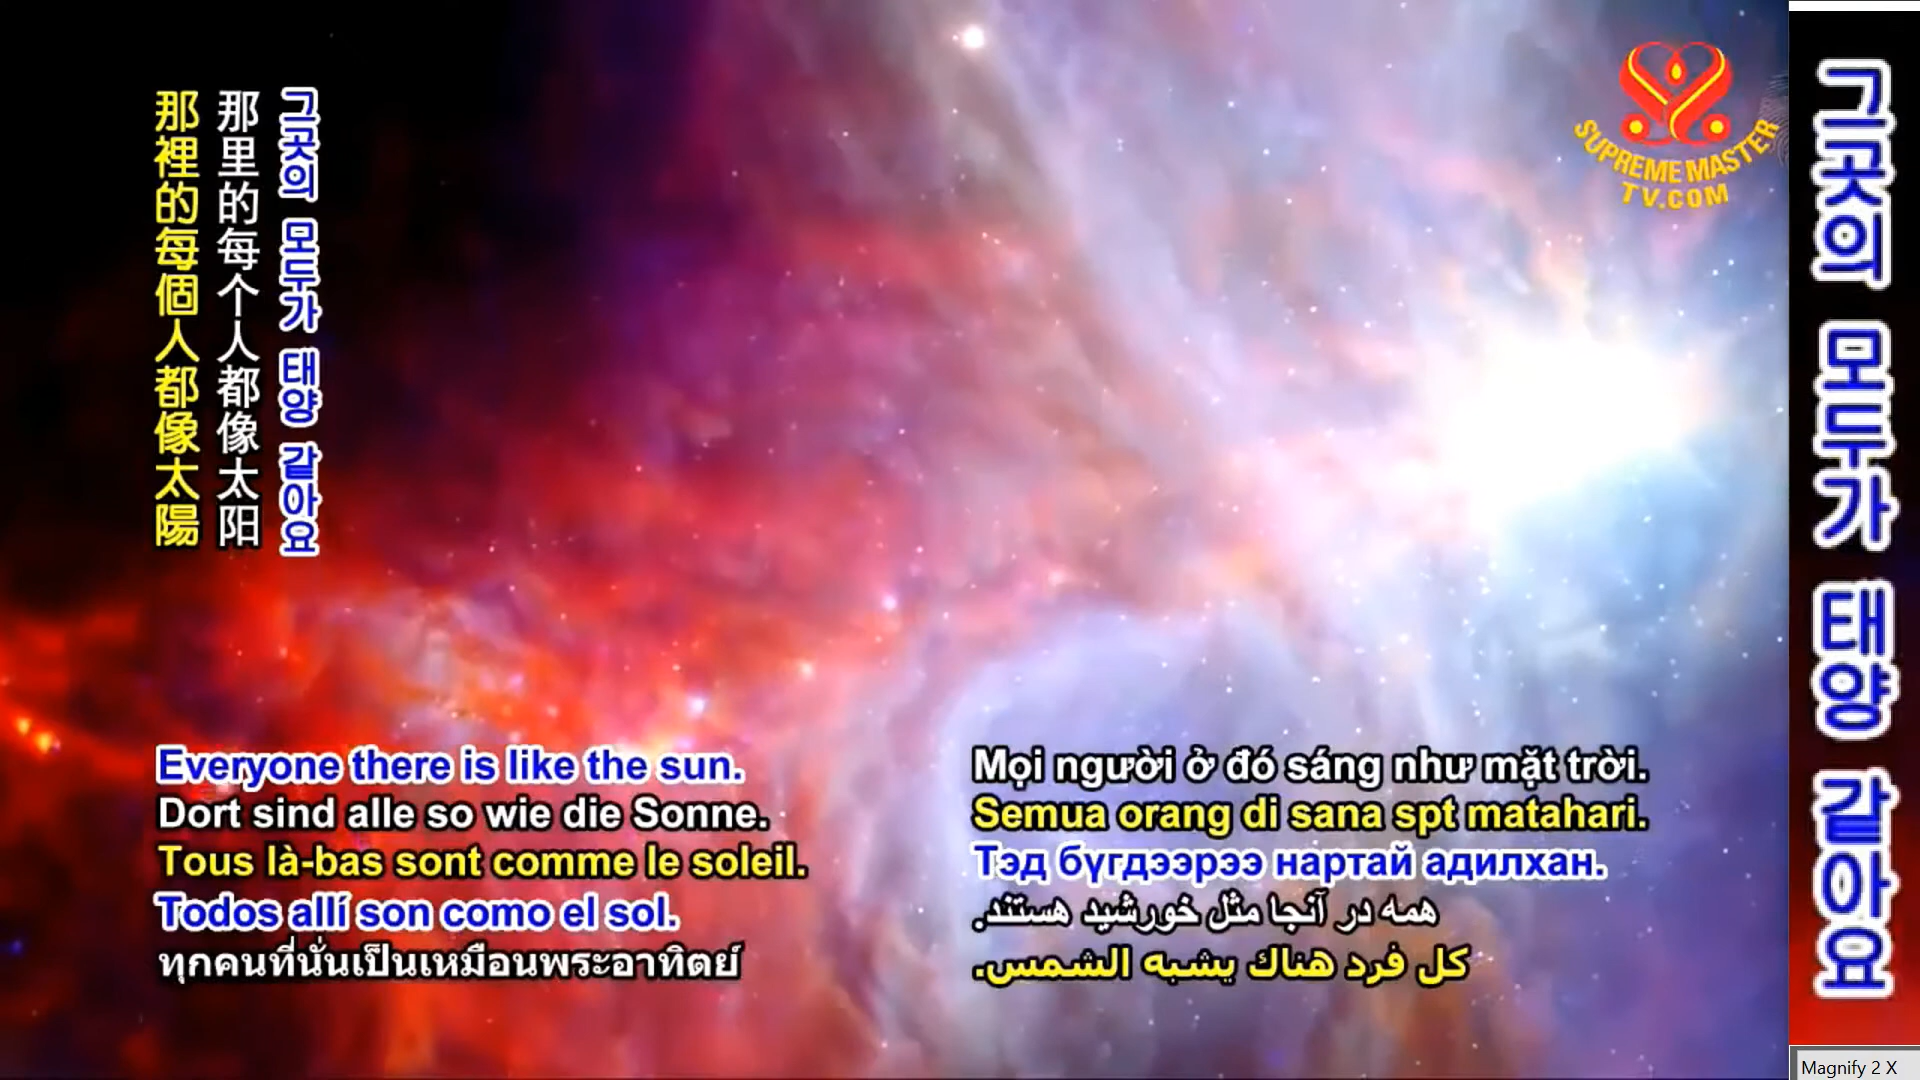 那裡的每個人都像太陽
那里的每个人都像太阳
그곳의 모두가 태양 같아요
SUPREME MASTER
TV.COM
Everyone there is like the sun.
Dort sind alle so wie die Sonne.
Tous là-bas sont comme le soleil.
Todos allí son como el sol.
ทุกคนที่นั่นเป็นเหมือนพระอาทิตย์
Mọi người ở đó sáng như mặt trời.
Semua orang di sana spt matahari.
Тэд бүгдээрээ нартай адилхан.
همه در آنجا مثل خورشید هستند.
كل فرد هناك يشبه الشمس.
그곳의 모두가 태양 같아요
Magnify 2 X